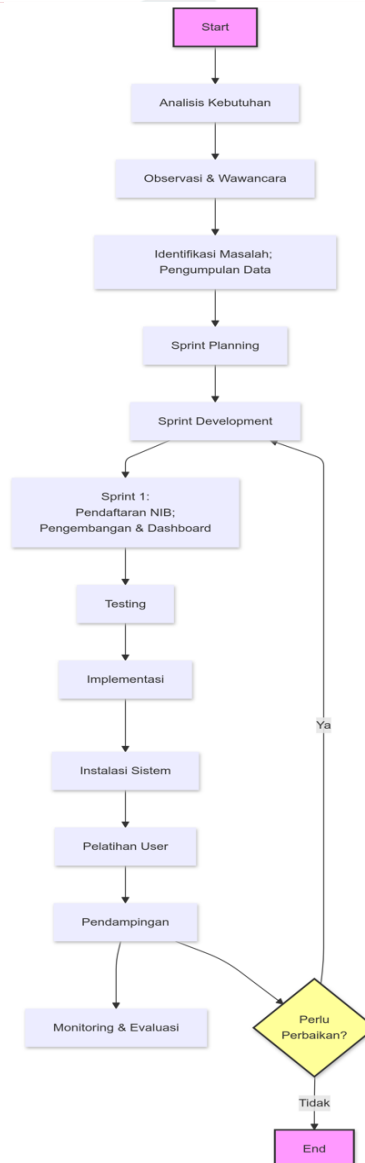 Start
Analisis Kebutuhan
Observasi & Wawancara
Identifikasi Masalah;
Pengumpulan Data
Sprint Planning
Sprint Development
Sprint 1:
Pendaftaran NIB;
Pengembangan & Dashboard
Testing
Implementasi
Ya
Instalasi Sistem
Pelatihan User
Pendampingan
Monitoring & Evaluasi
Perlu
Perbaikan?
Tidak
End